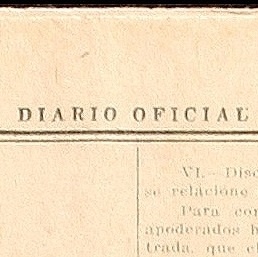 DIARIO OFICIAL
VI.—Disc
se relacione
Para con
apoderados h
trada, que el